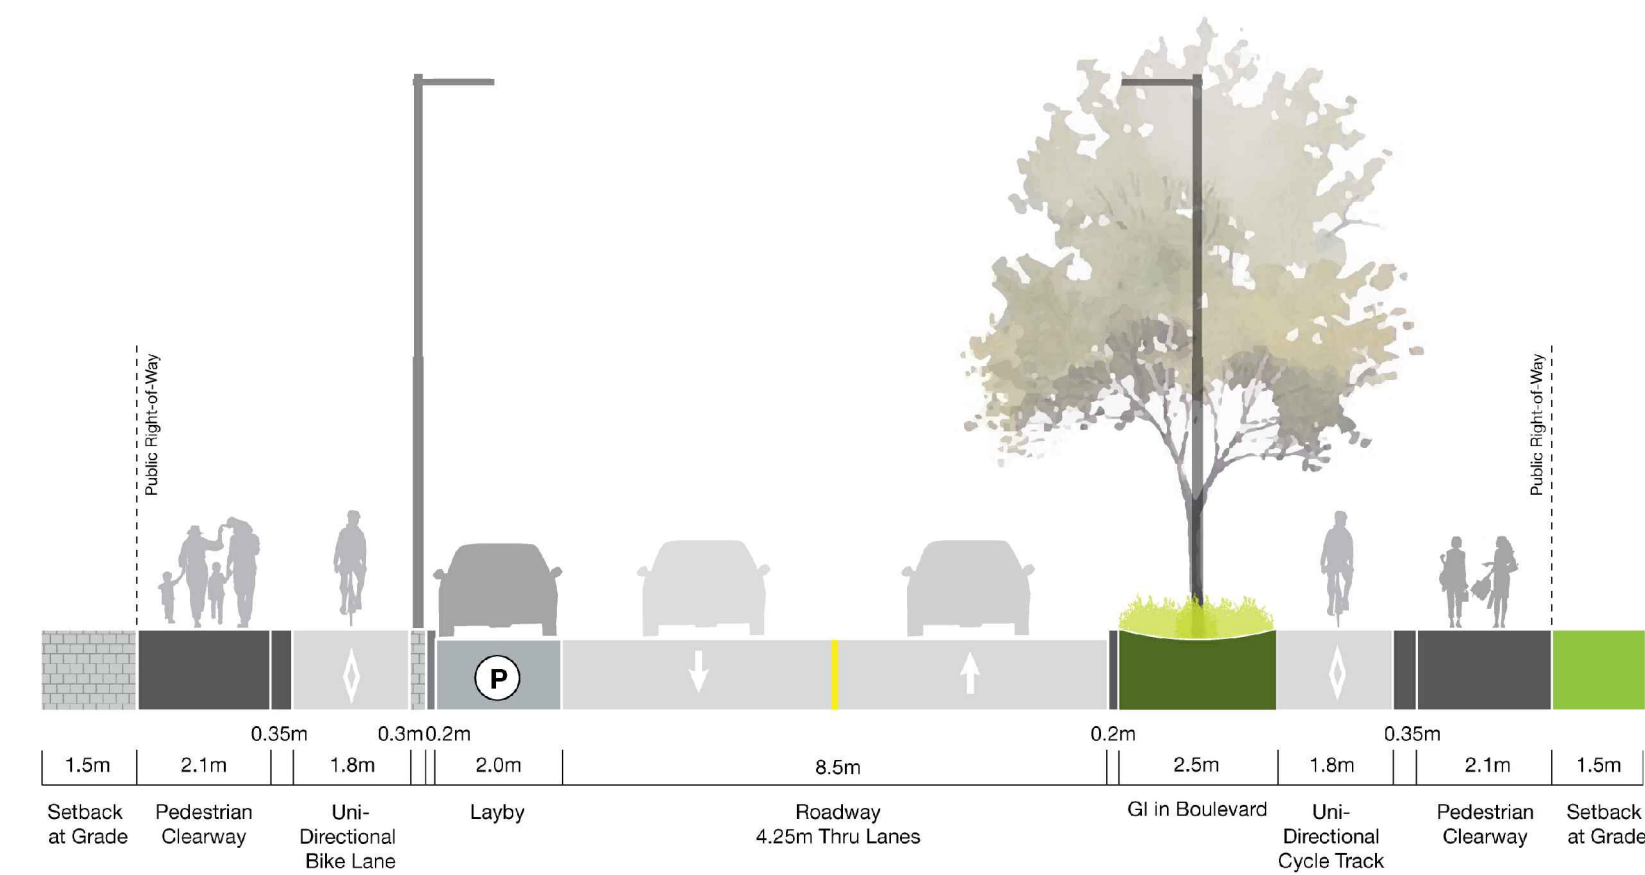 Public Right-of-Way
Public Right-of-Way
P
0.35m
0.3m
0.2m
0.2m
0.35m
1.5m
2.1m
1.8m
2.0m
8.5m
2.5m
1.8m
2.1m
1.5m
Setback
at Grade
Pedestrian
Clearway
Uni-
Directional
Bike Lane
Layby
Roadway
4.25m Thru Lanes
GI in Boulevard
Uni-
Directional
Cycle Track
Pedestrian
Clearway
Setback
at Grade